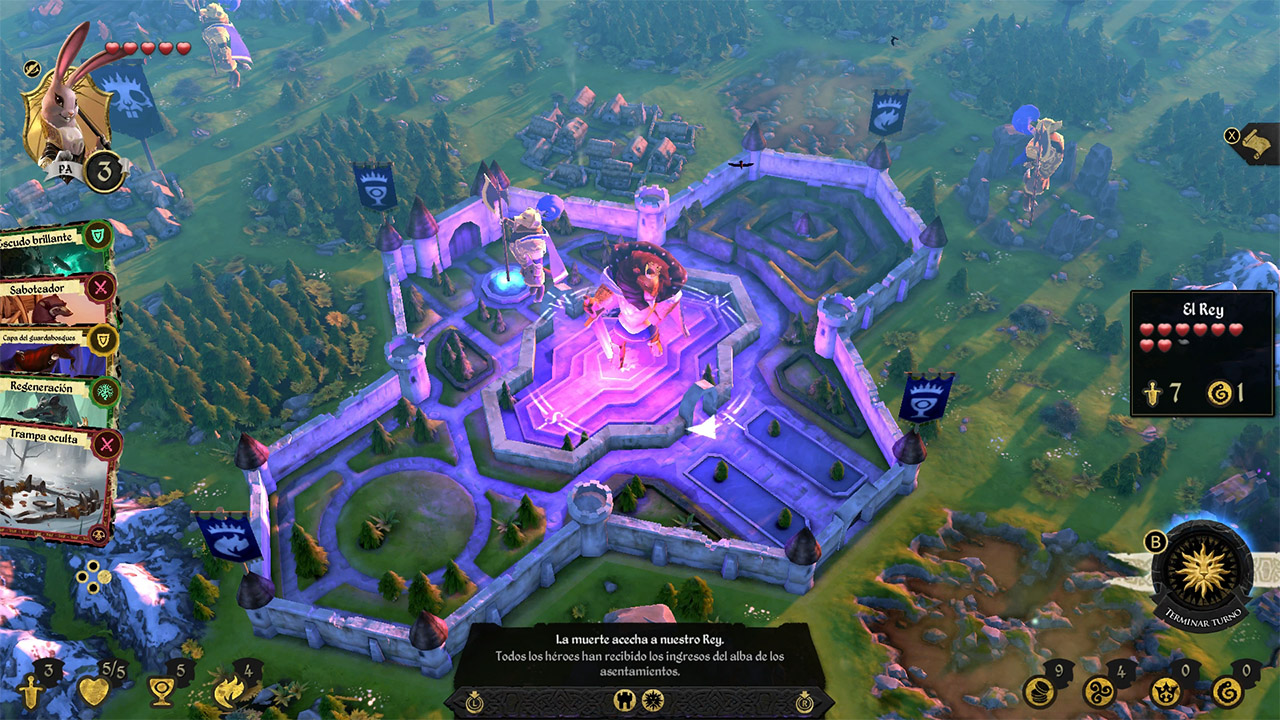 PA
3
X
Escudo brillante
Saboteador
Capa del guardabosques
Regeneración
Trampa oculta
El Rey
7
1
B
TERMINAR TURNO
La muerte acecha a nuestro Rey.
Todos los héroes han recibido los ingresos del alba de los
asentamientos.
3
5/5
5
4
L
R
9
4
0
0